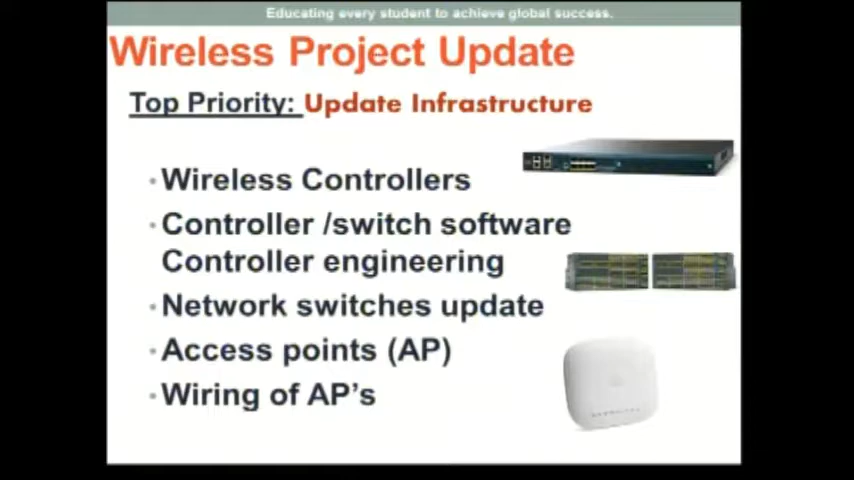 Educating every student to achieve global success.
Wireless Project Update
Top Priority: Update Infrastructure
•Wireless Controllers
•Controller /switch software
Controller engineering
•Network switches update
•Access points (AP)
•Wiring of AP's